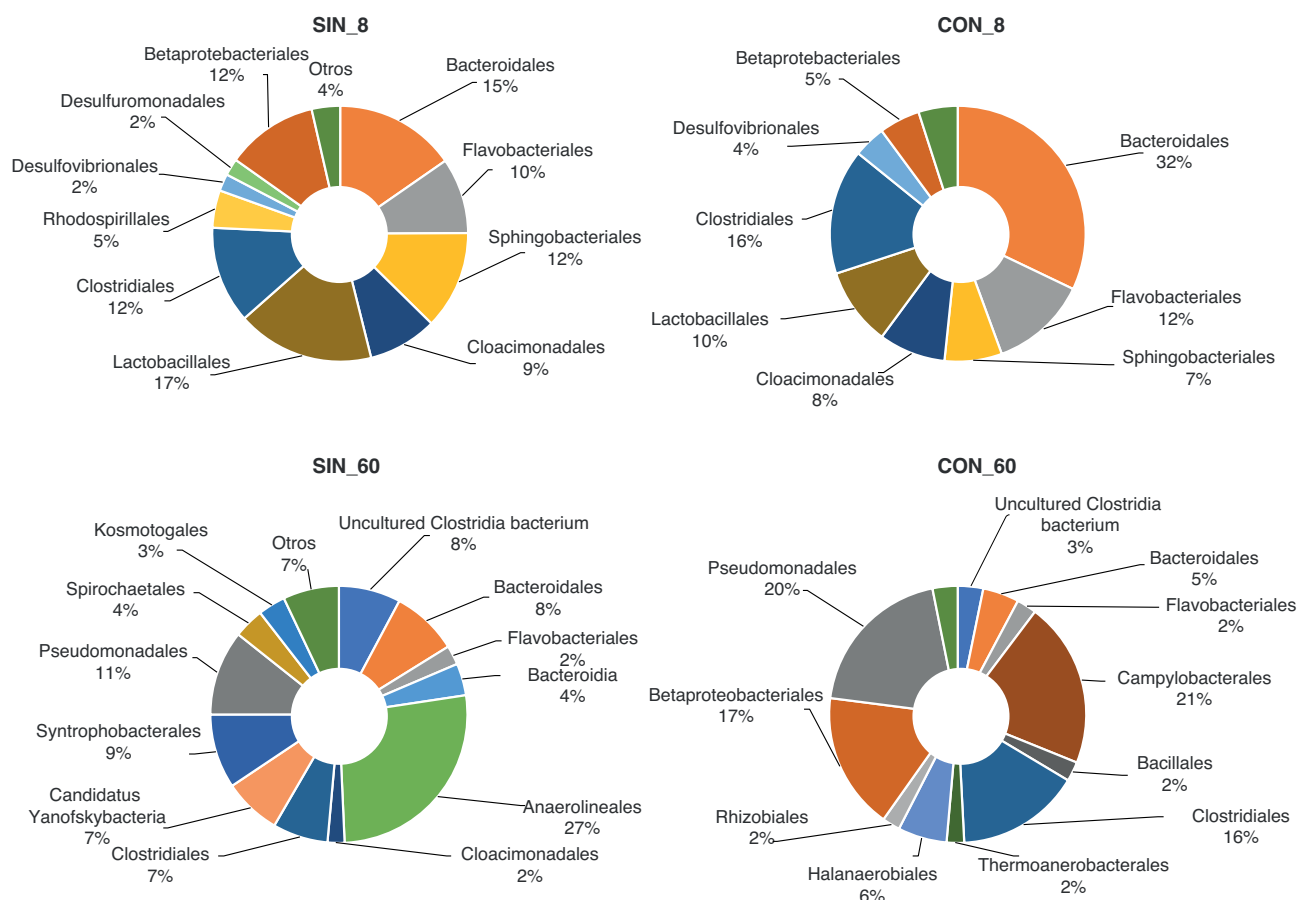 SIN_8
Betaprotebacteriales
12%
Otros
4%
Bacteroidales
15%
Desulfuromonadales
2%
Flavobacteriales
10%
Desulfovibrionales
2%
Rhodospirillales
5%
Sphingobacteriales
12%
Clostridiales
12%
Cloacimonadales
9%
Lactobacillales
17%
CON_8
Betaprotebacteriales
5%
Desulfovibrionales
4%
Bacteroidales
32%
Clostridiales
16%
Flavobacteriales
12%
Lactobacillales
10%
Sphingobacteriales
7%
Cloacimonadales
8%
SIN_60
Kosmotogales
3%
Otros
7%
Uncultured Clostridia bacterium
8%
Spirochaetales
4%
Bacteroidales
8%
Flavobacteriales
2%
Pseudomonadales
11%
Bacteroidia
4%
Syntrophobacterales
9%
Candidatus
Yanofskybacteria
7%
Anaerolineales
27%
Clostridiales
7%
Cloacimonadales
2%
CON_60
Uncultured Clostridia
bacterium
3%
Pseudomonadales
20%
Bacteroidales
5%
Flavobacteriales
2%
Campylobacterales
21%
Betaproteobacteriales
17%
Bacillales
2%
Rhizobiales
2%
Clostridiales
16%
Halanaerobiales
6%
Thermoanerobacterales
2%